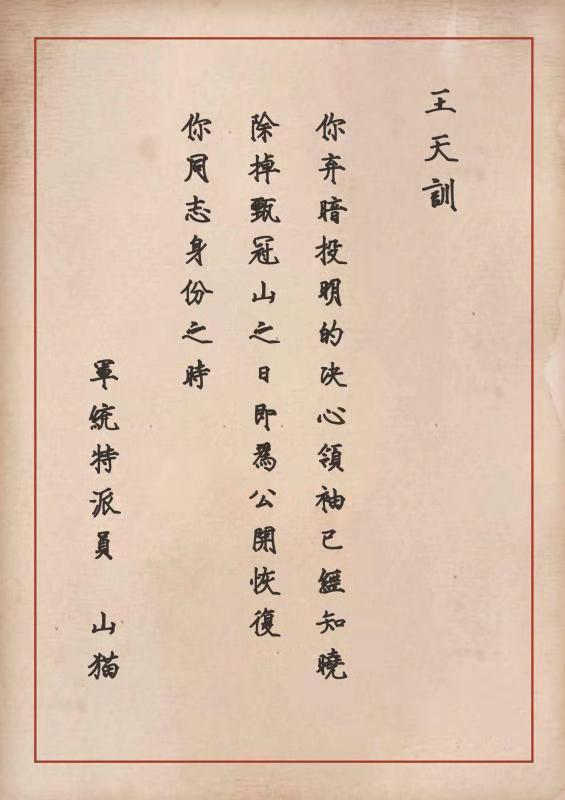 王天訓
你弃暗投明的决心領袖已經知曉
除掉甄冠山之日即為公開恢復
你同志身份之時
軍統特派員 山猫